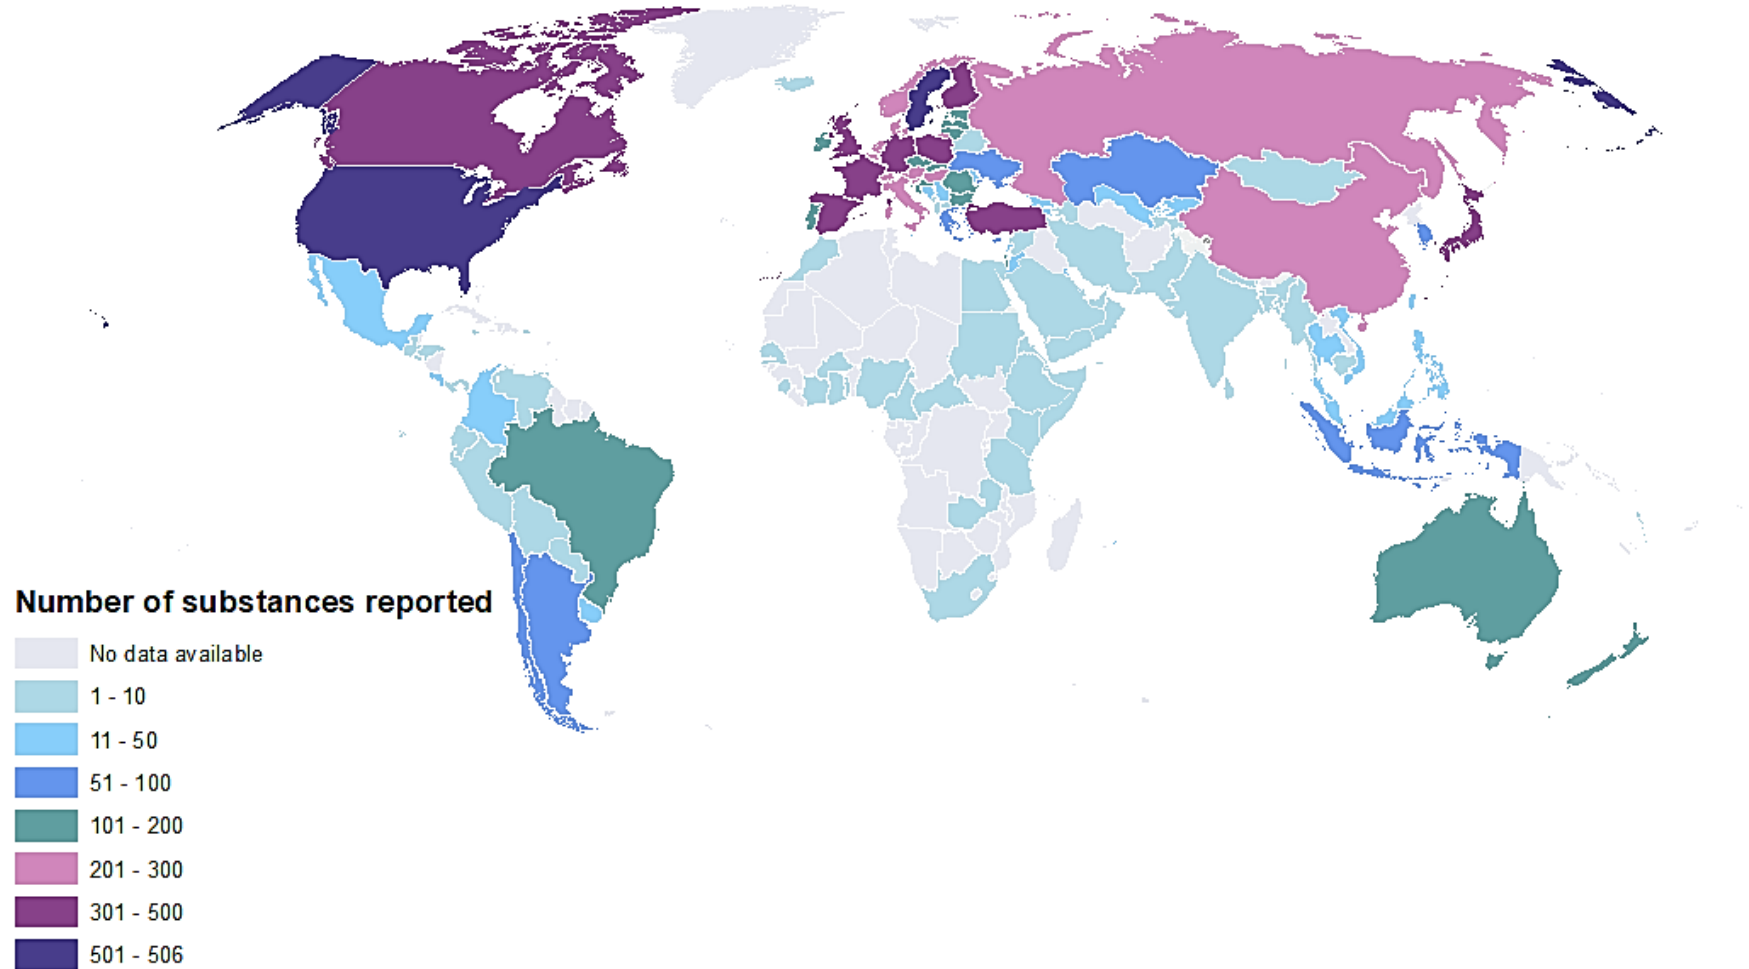 Number of substances reported
No data available
1 - 10
11 - 50
51 - 100
101 - 200
201 - 300
301 - 500
501 - 506